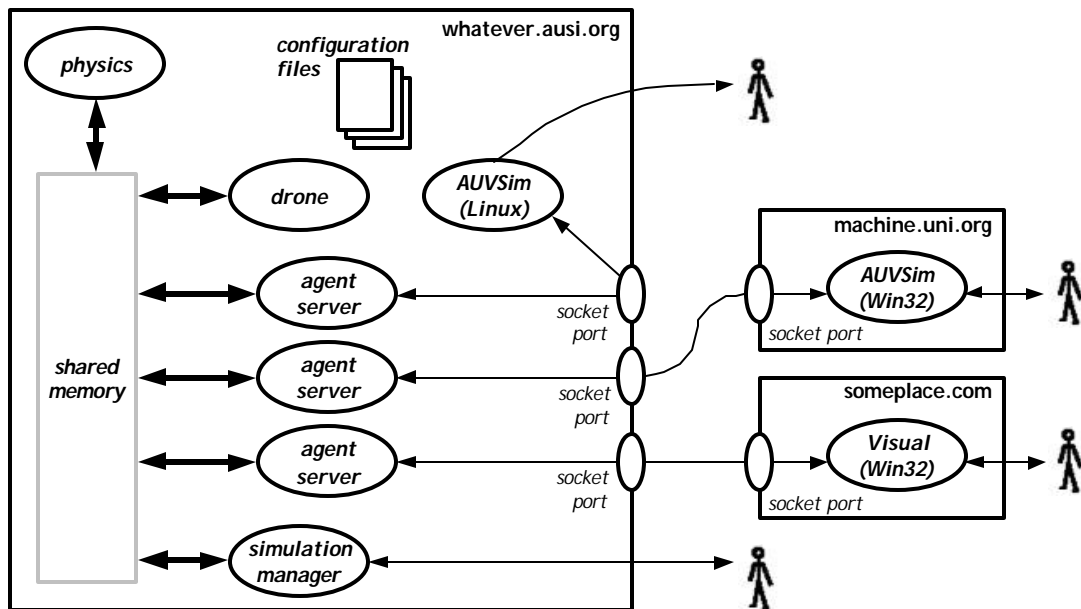 whatever.ausi.org
configuration
files
physics
drone
AUVSim
(Linux)
machine.uni.org
AUVSim
(Win32)
socket port
agent
server
socket
port
shared
memory
agent
server
socket
port
someplace.com
Visual
(Win32)
socket port
agent
server
socket
port
simulation
manager